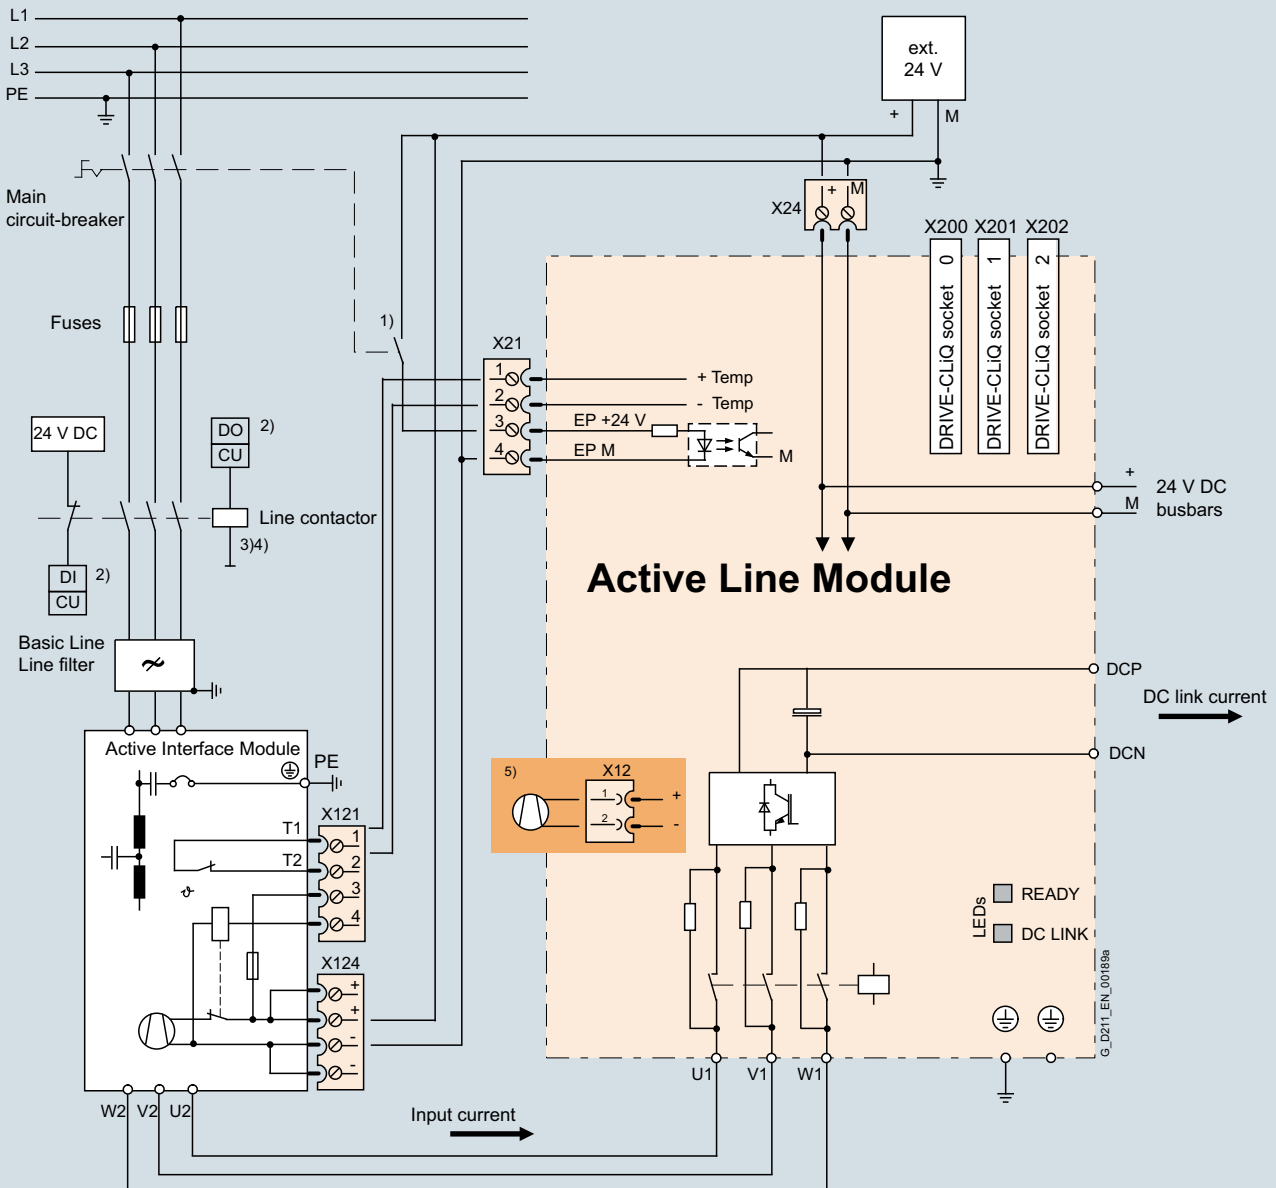 L1
L2
L3
PE
ext.
24 V
+
M
Main
circuit-breaker
X24
+ M
X200 X201 X202
DRIVE-CLiQ socket 0
DRIVE-CLiQ socket 1
DRIVE-CLiQ socket 2
Fuses
1)
X21
1
2
3
4
+ Temp
- Temp
EP +24 V
EP M
M
24 V DC
DO
CU
2)
Line contactor
3)4)
DI
CU
2)
+
M
24 V DC
busbars
Active Line Module
Basic Line
Line filter
DCP
DC link current
DCN
Active Interface Module
PE
5)
X12
1
2
+
-
X121
T1
T2
1
2
3
4
ϑ
X124
+
+
-
-
LEDs
READY
DC LINK
G_D211_EN_00189a
U1
V1
W1
W2
V2
U2
Input current